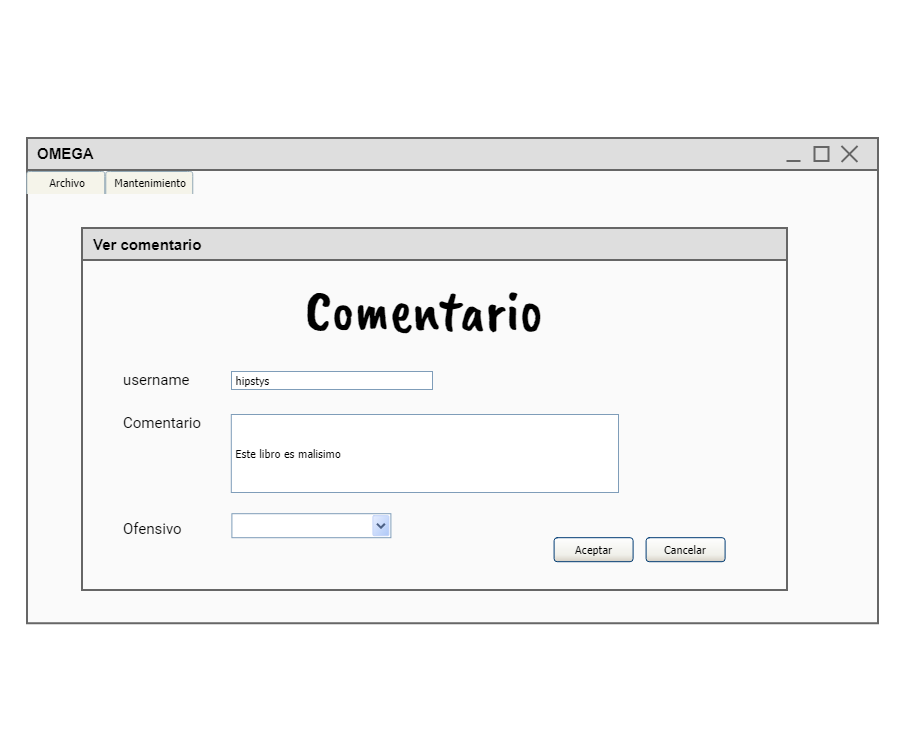 OMEGA
Archivo Mantenimiento
Ver comentario
Comentario
username hipstys
Comentario
Este libro es malisimo
Ofensivo
Aceptar Cancelar